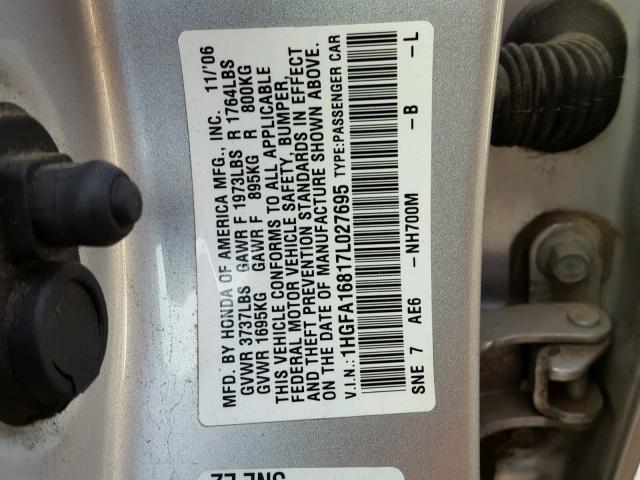 MFD. BY HONDA OF AMERICA MFG., INC. 11/'06
GVWR 3737LBS GAWR F 1973LBS R 1764LBS
GVWR 1695KG GAWR F 895KG R 800KG
THIS VEHICLE CONFORMS TO ALL APPLICABLE
FEDERAL MOTOR VEHICLE SAFETY, BUMPER,
AND THEFT PREVENTION STANDARDS IN EFFECT
ON THE DATE OF MANUFACTURE SHOWN ABOVE.
V.I.N.: 1HGFA16817L027695 TYPE:PASSENGER CAR
SNE 7 AE6 -NH700M -B -L